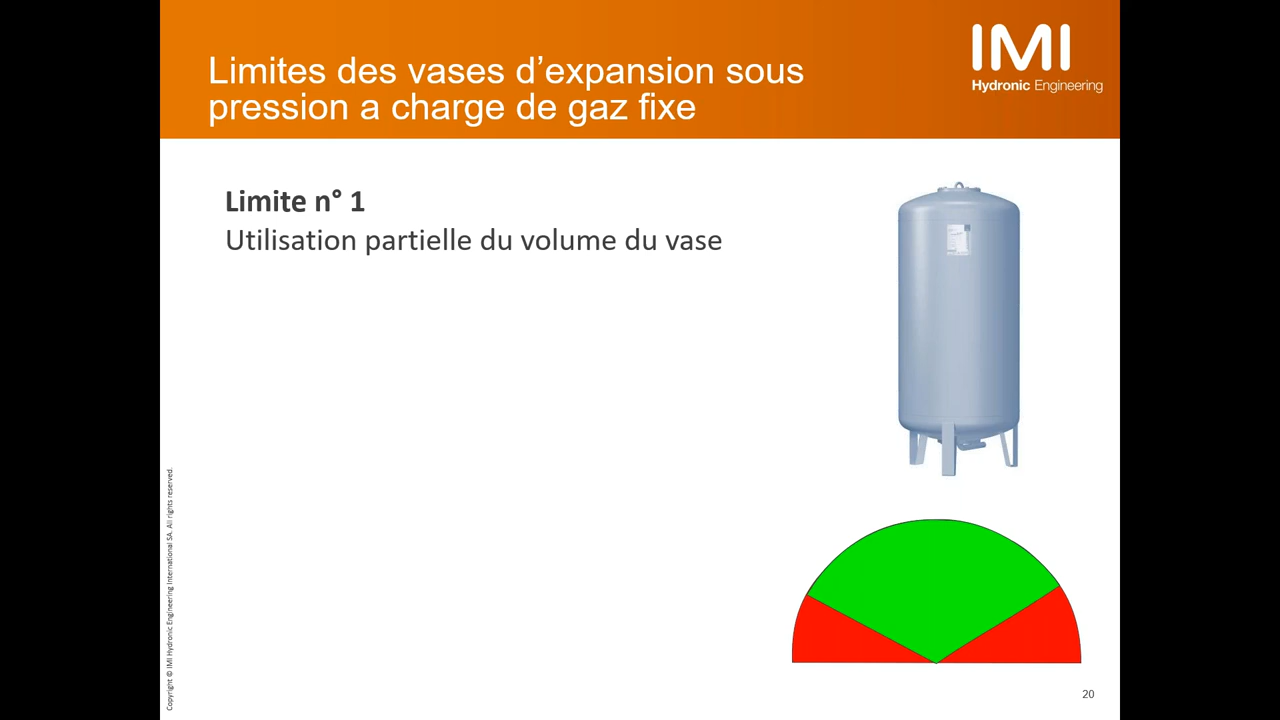 Limites des vases d’expansion sous
pression a charge de gaz fixe
IMI
Hydronic Engineering
Limite n° 1
Utilisation partielle du volume du vase
Copyright © IMI Hydronic Engineering International SA. All rights reserved.
20